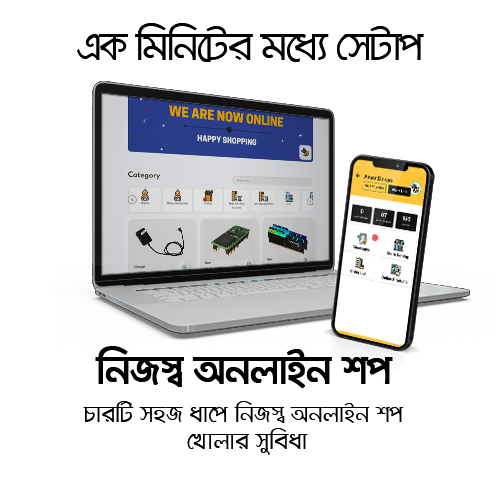 এক মিনিটের মধ্যে সেটাপ
WE ARE NOW ONLINE
HAPPY SHOPPING
Category
নিজস্ব অনলাইন শপ
চারটি সহজ ধাপে নিজস্ব অনলাইন শপ
খোলার সুবিধা